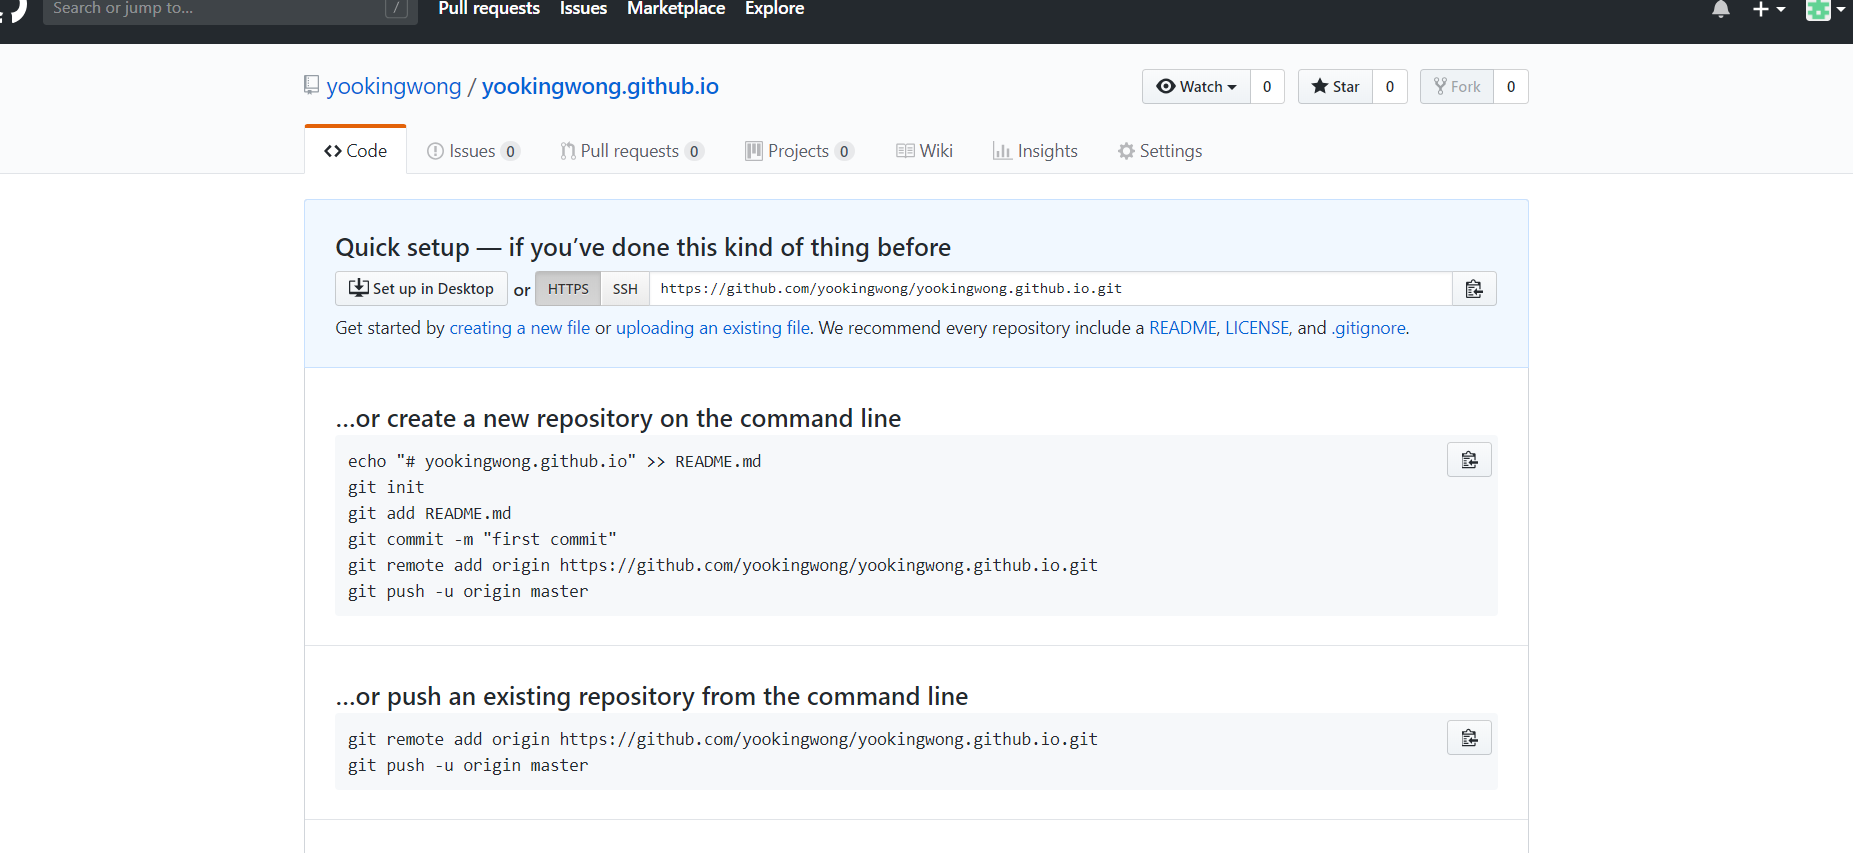 Search or jump to... /
Pull requests Issues Marketplace Explore
yookingwong / yookingwong.github.io
Watch 0 Star 0 Fork 0
Code Issues 0 Pull requests 0 Projects 0 Wiki Insights Settings
Quick setup — if you’ve done this kind of thing before
Set up in Desktop or HTTPS SSH https://github.com/yookingwong/yookingwong.github.io.git
Get started by creating a new file or uploading an existing file. We recommend every repository include a README, LICENSE, and .gitignore.
…or create a new repository on the command line
echo "# yookingwong.github.io" >> README.md
git init
git add README.md
git commit -m "first commit"
git remote add origin https://github.com/yookingwong/yookingwong.github.io.git
git push -u origin master
…or push an existing repository from the command line
git remote add origin https://github.com/yookingwong/yookingwong.github.io.git
git push -u origin master